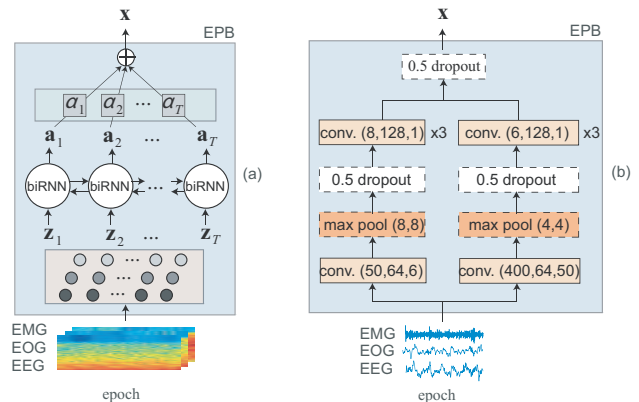 x
EPB
α1 α2 ... αT
a1 a2 ... aT
biRNN biRNN ... biRNN
(a)
z1 z2 ... zT
EMG
EOG
EEG
epoch
x
EPB
0.5 dropout
conv. (8,128,1) x3
conv. (6,128,1) x3
0.5 dropout
0.5 dropout
(b)
max pool (8,8)
max pool (4,4)
conv. (50,64,6)
conv. (400,64,50)
EMG
EOG
EEG
epoch